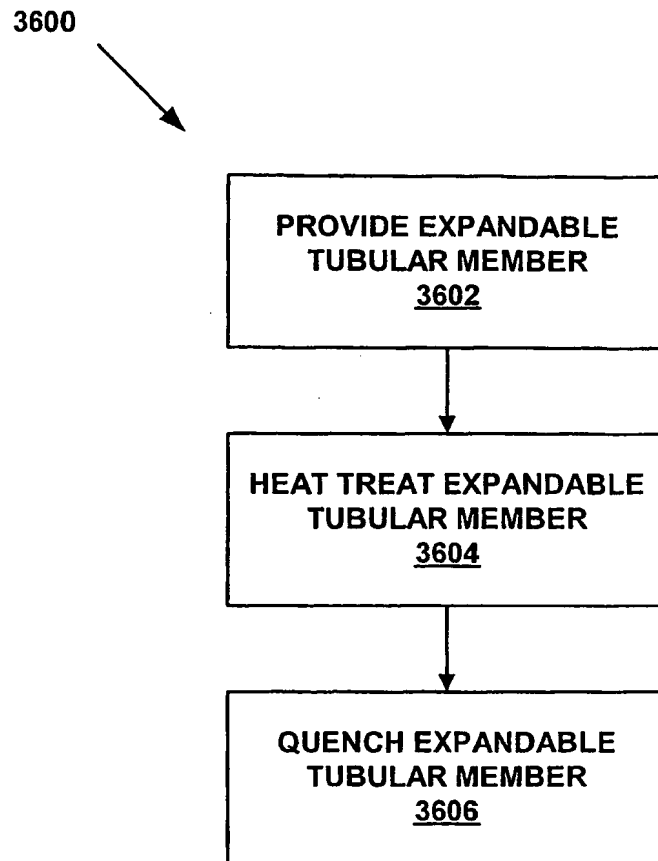 3600
PROVIDE EXPANDABLE
TUBULAR MEMBER
3602
HEAT TREAT EXPANDABLE
TUBULAR MEMBER
3604
QUENCH EXPANDABLE
TUBULAR MEMBER
3606